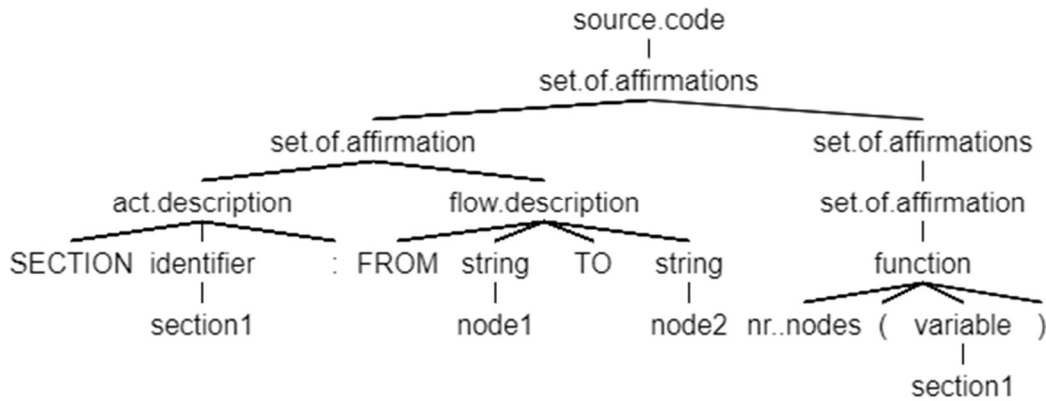 source.code
set.of.affirmations
set.of.affirmation set.of.affirmations
act.description flow.description set.of.affirmation
SECTION identifier : FROM string TO string function
section1 node1 node2 nr..nodes ( variable )
section1